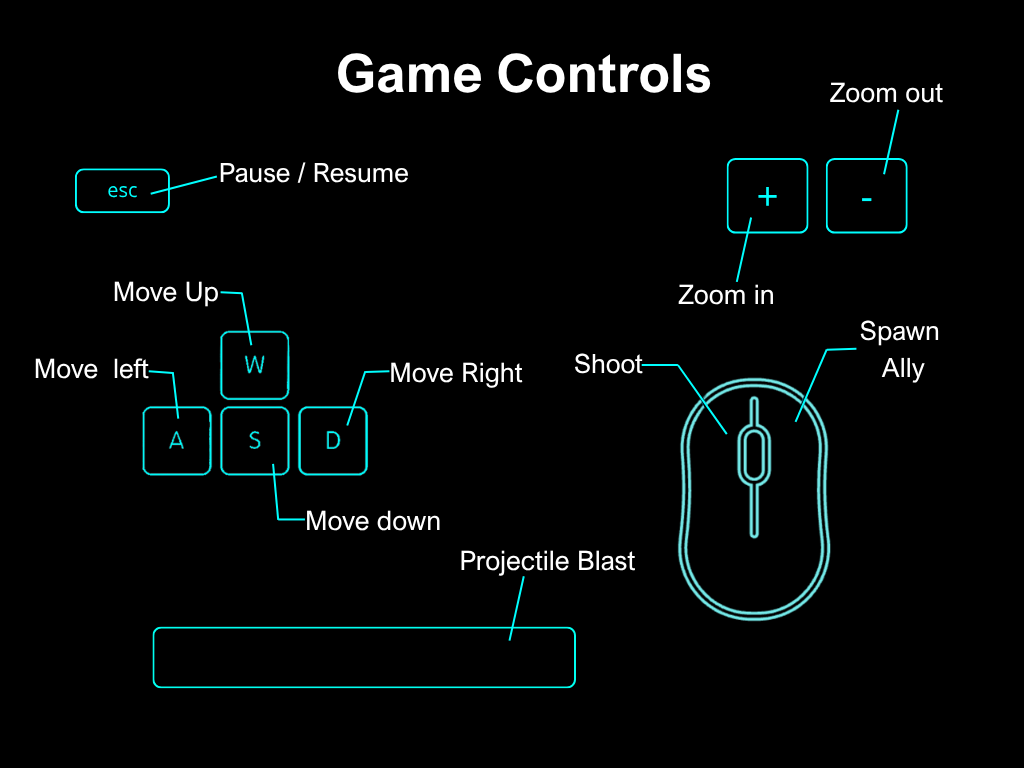 Game Controls
Zoom out
Pause / Resume
esc
+ -
Zoom in
Move Up
Spawn
Ally
W
Shoot
Move left
Move Right
A S D
Move down
Projectile Blast